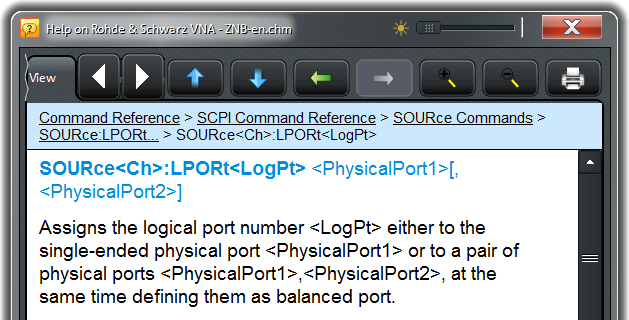 Help on Rohde & Schwarz VNA - ZNB-en.chm
View
Command Reference > SCPI Command Reference > SOURce Commands >
SOURce:LPORt... > SOURce<Ch>:LPORt<LogPt>
SOURce<Ch>:LPORt<LogPt> <PhysicalPort1>[,
<PhysicalPort2>]
Assigns the logical port number <LogPt> either to the
single-ended physical port <PhysicalPort1> or to a pair of
physical ports <PhysicalPort1>,<PhysicalPort2>, at the
same time defining them as balanced port.